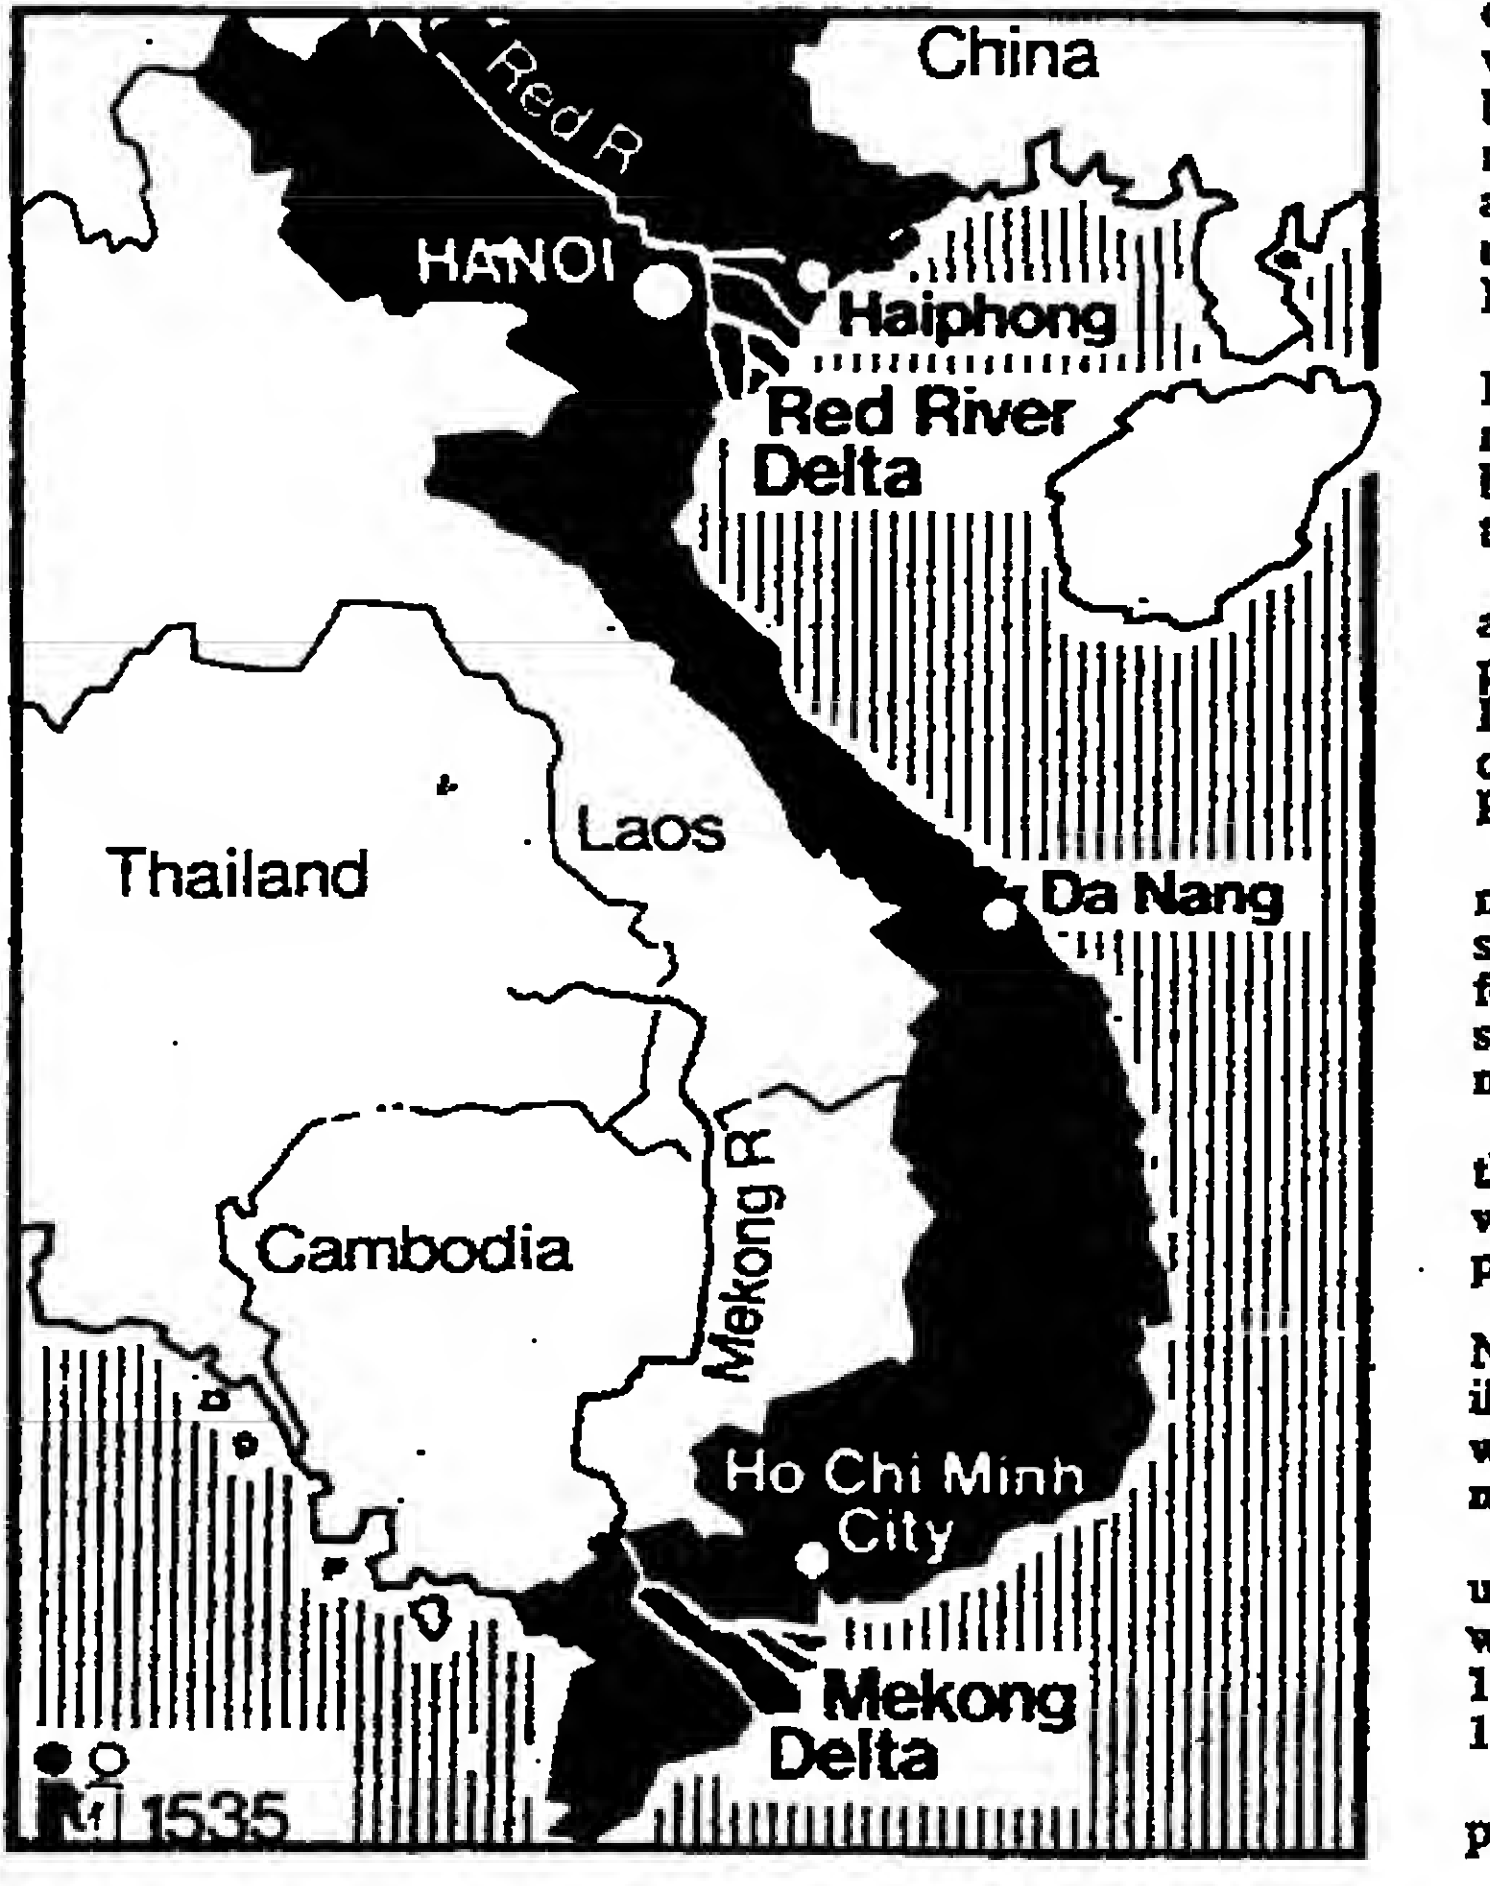 China
Red R
HANOI
Haiphong
Red River
Delta
Laos
Thailand
Da Nang
Mekong R
Cambodia
Ho Chi Minh
City
Mekong
Delta
1535